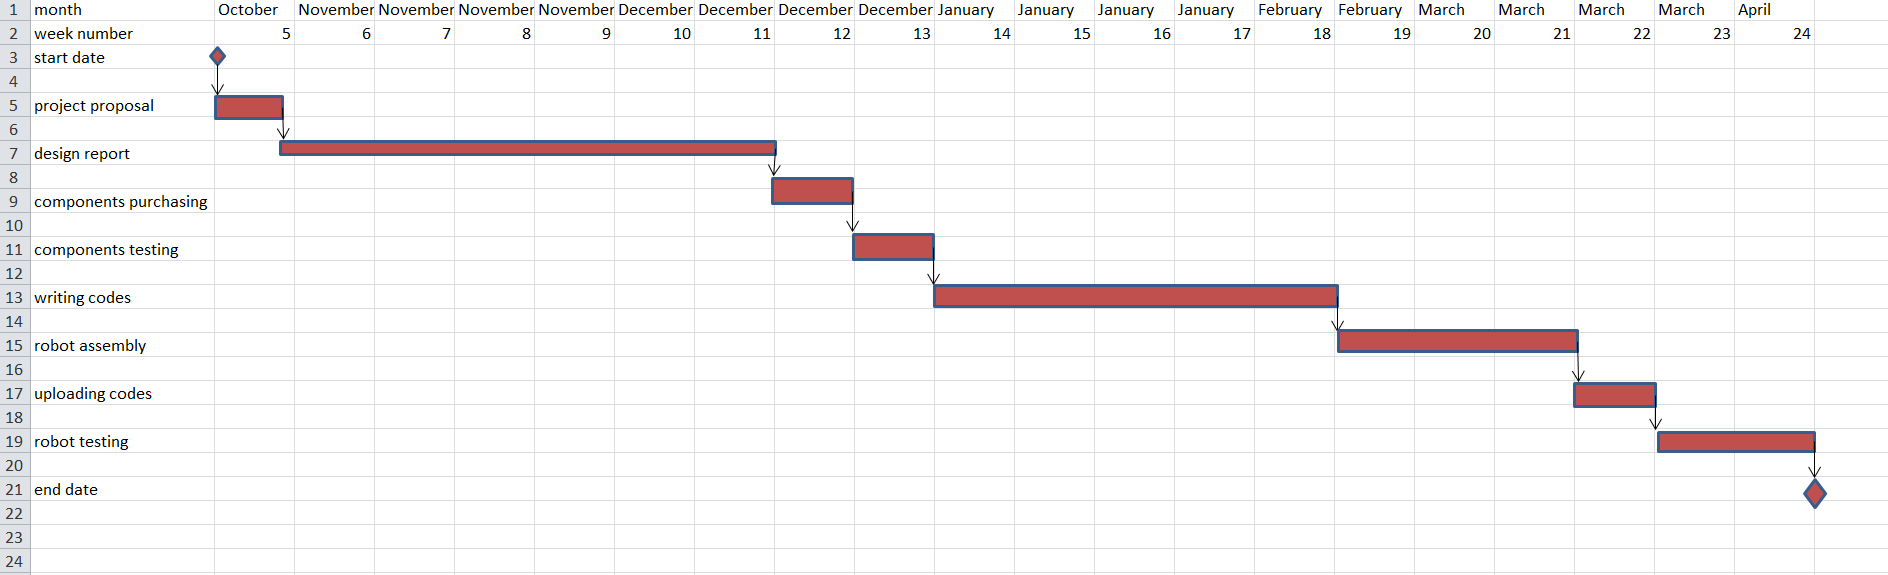 1 month October November November November November December December December December January January January January February February March March March March April
2 week number 5 6 7 8 9 10 11 12 13 14 15 16 17 18 19 20 21 22 23 24
3 start date
4
5 project proposal
6
7 design report
8
9 components purchasing
10
11 components testing
12
13 writing codes
14
15 robot assembly
16
17 uploading codes
18
19 robot testing
20
21 end date
22
23
24